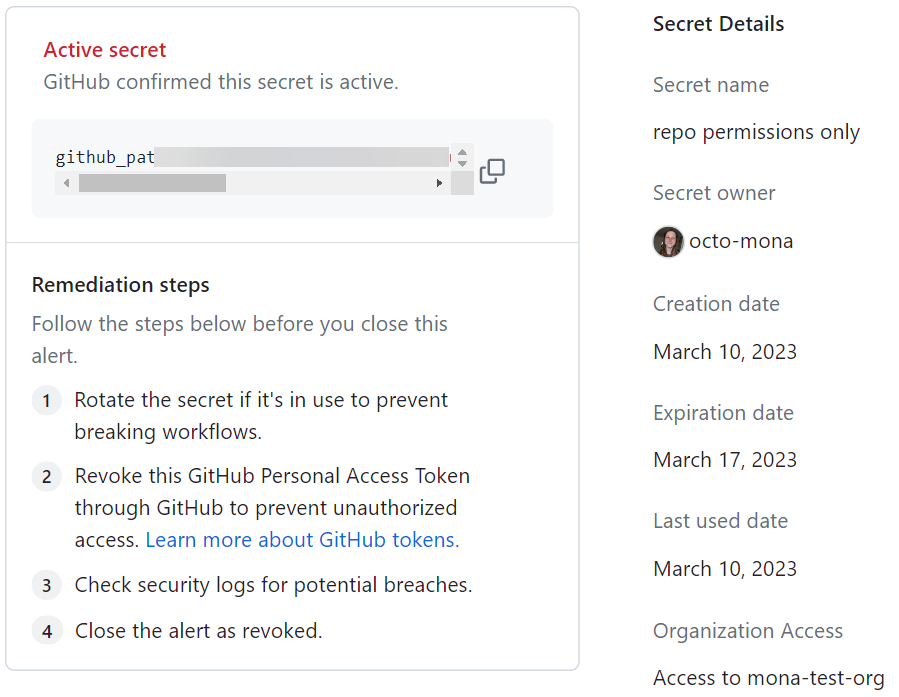 Active secret
GitHub confirmed this secret is active.
github_pat
Remediation steps
Follow the steps below before you close this
alert.
1 Rotate the secret if it's in use to prevent
breaking workflows.
2 Revoke this GitHub Personal Access Token
through GitHub to prevent unauthorized
access. Learn more about GitHub tokens.
3 Check security logs for potential breaches.
4 Close the alert as revoked.
Secret Details
Secret name
repo permissions only
Secret owner
octo-mona
Creation date
March 10, 2023
Expiration date
March 17, 2023
Last used date
March 10, 2023
Organization Access
Access to mona-test-org